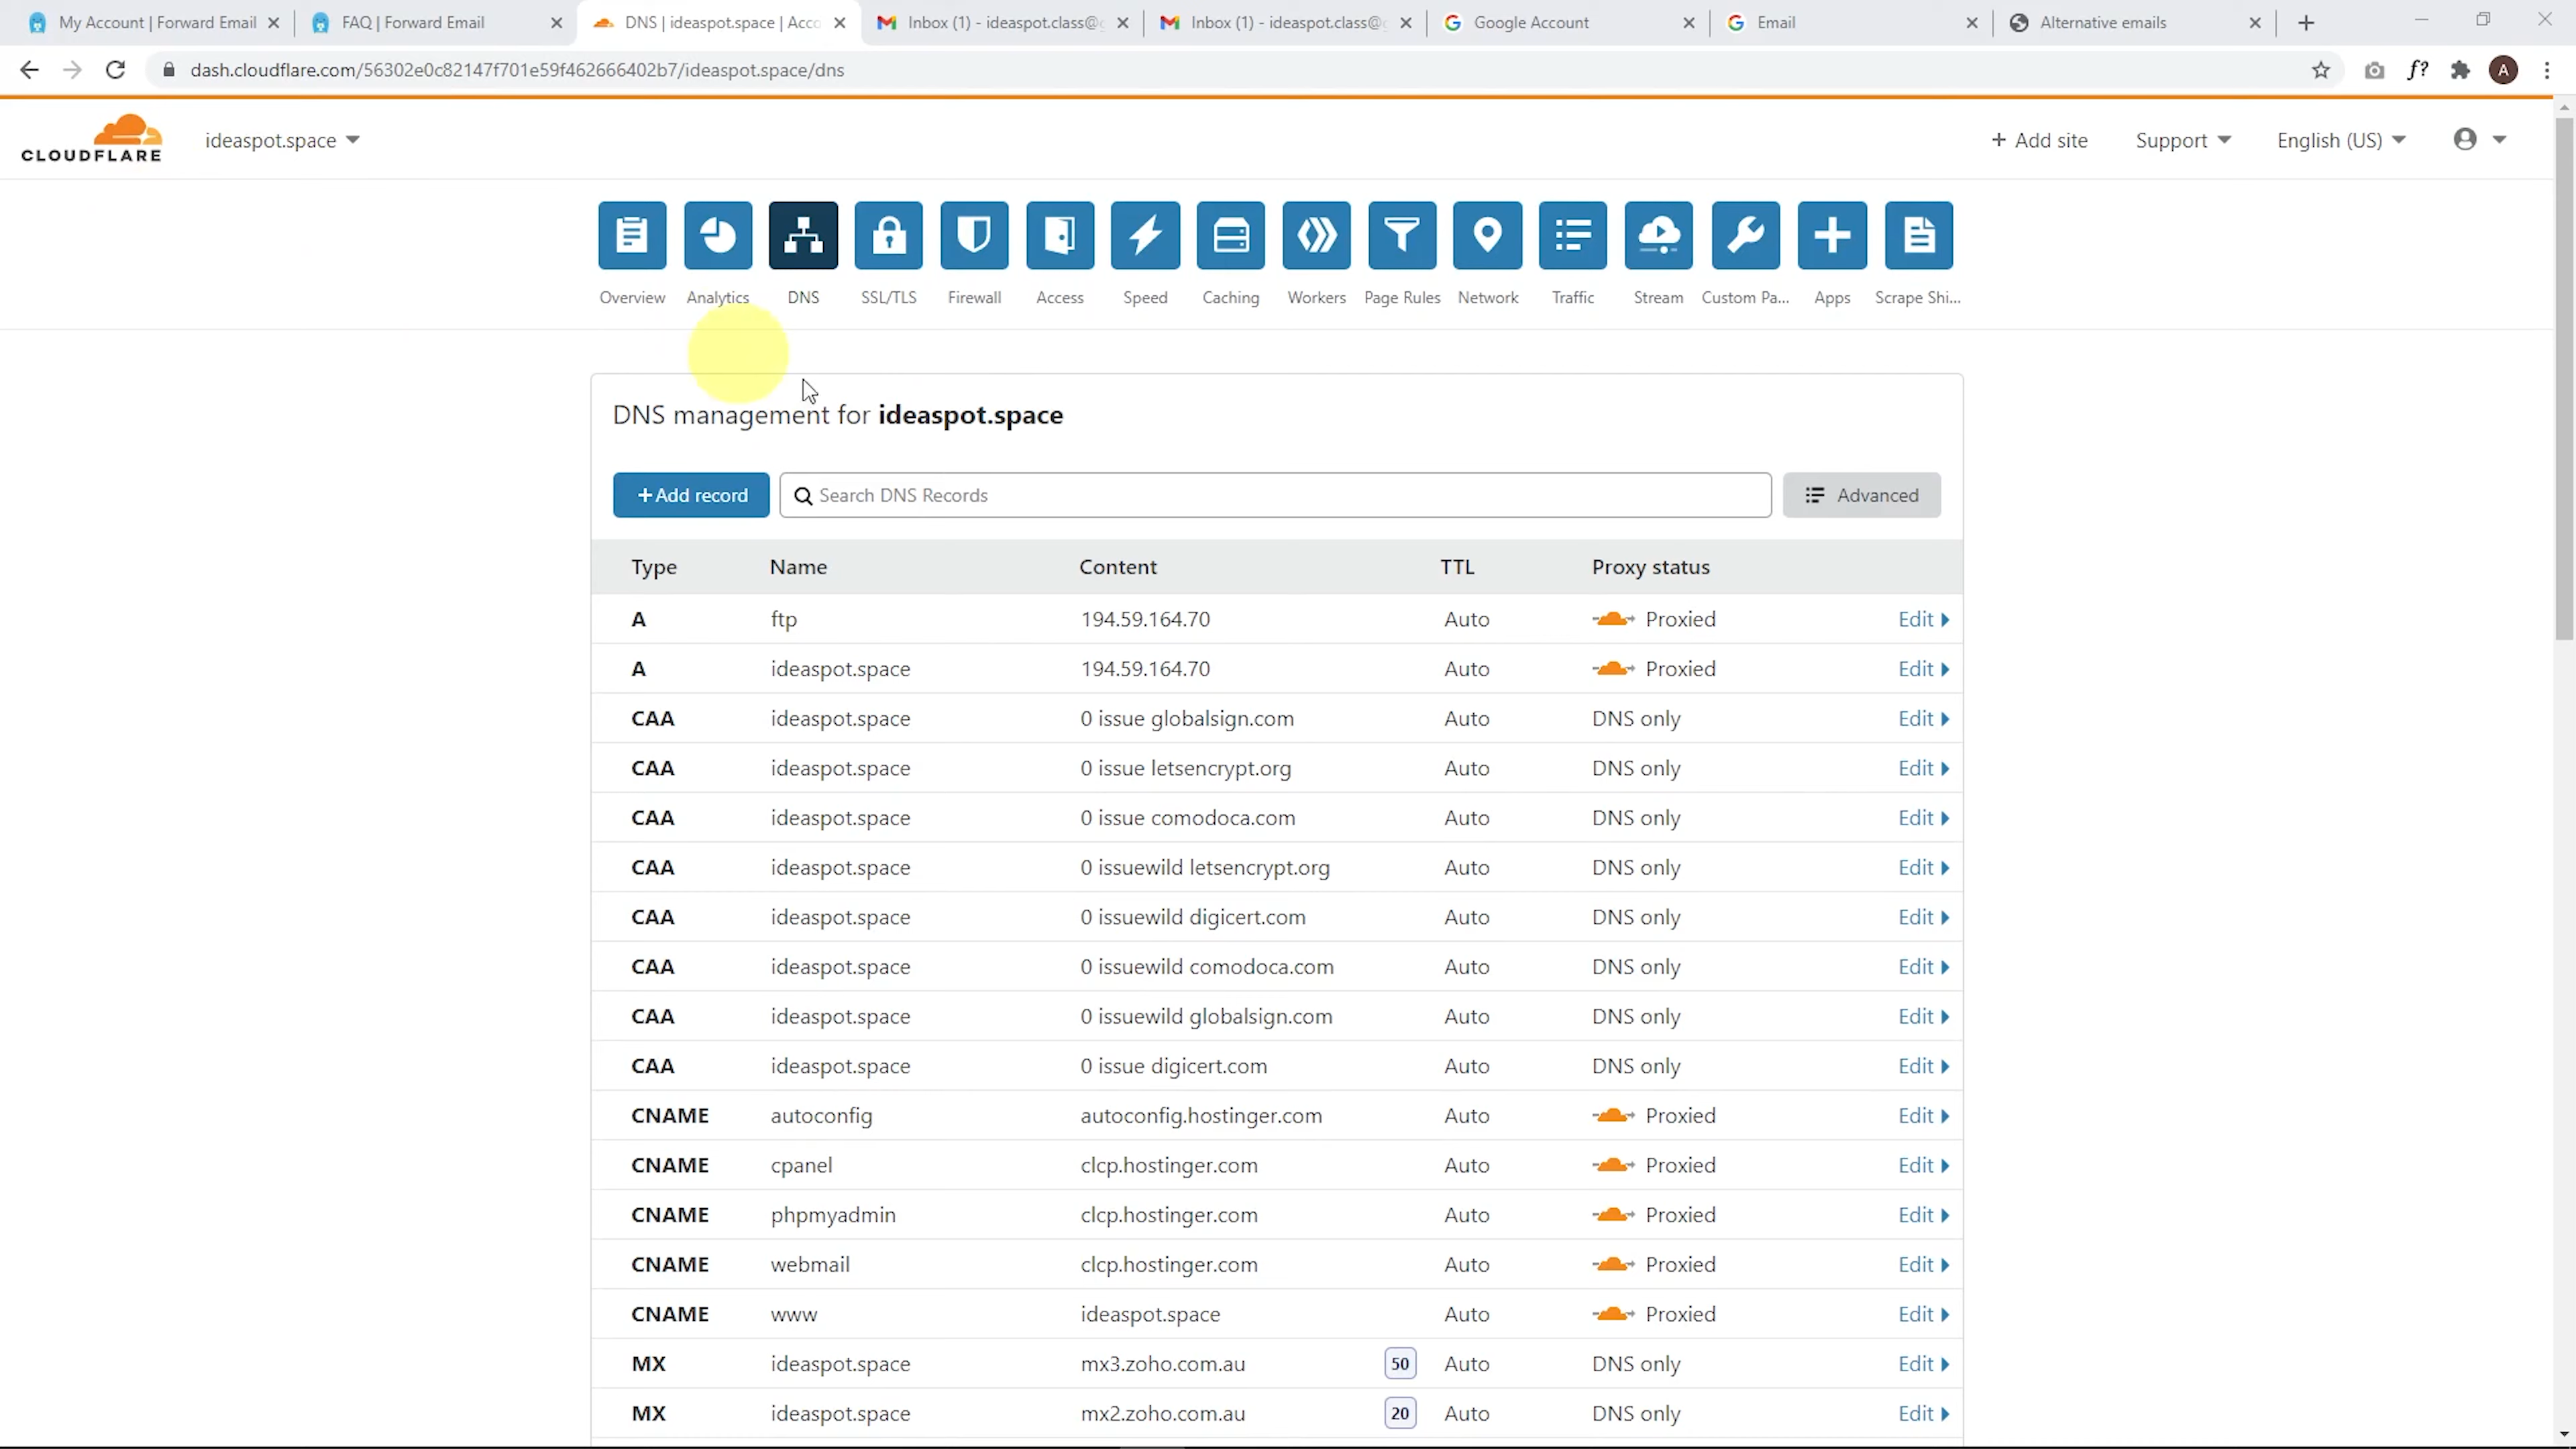 My Account | Forward Email
FAQ | Forward Email
DNS | ideaspot.space | Acco
Inbox (1) - ideaspot.class@g
Inbox (1) - ideaspot.class@g
Google Account
Email
Alternative emails
dash.cloudflare.com/56302e0c82147f701e59f462666402b7/ideaspot.space/dns
f?
A
CLOUDFLARE
ideaspot.space
+ Add site
Support
English (US)
Overview
Analytics
DNS
SSL/TLS
Firewall
Access
Speed
Caching
Workers
Page Rules
Network
Traffic
Stream
Custom Pa...
Apps
Scrape Shi...
DNS management for ideaspot.space
+ Add record
Search DNS Records
Advanced
Type Name Content TTL Proxy status
A ftp 194.59.164.70 Auto Proxied Edit
A ideaspot.space 194.59.164.70 Auto Proxied Edit
CAA ideaspot.space 0 issue globalsign.com Auto DNS only Edit
CAA ideaspot.space 0 issue letsencrypt.org Auto DNS only Edit
CAA ideaspot.space 0 issue comodoca.com Auto DNS only Edit
CAA ideaspot.space 0 issuewild letsencrypt.org Auto DNS only Edit
CAA ideaspot.space 0 issuewild digicert.com Auto DNS only Edit
CAA ideaspot.space 0 issuewild comodoca.com Auto DNS only Edit
CAA ideaspot.space 0 issuewild globalsign.com Auto DNS only Edit
CAA ideaspot.space 0 issue digicert.com Auto DNS only Edit
CNAME autoconfig autoconfig.hostinger.com Auto Proxied Edit
CNAME cpanel clcp.hostinger.com Auto Proxied Edit
CNAME phpmyadmin clcp.hostinger.com Auto Proxied Edit
CNAME webmail clcp.hostinger.com Auto Proxied Edit
CNAME www ideaspot.space Auto Proxied Edit
MX ideaspot.space mx3.zoho.com.au 50 Auto DNS only Edit
MX ideaspot.space mx2.zoho.com.au 20 Auto DNS only Edit